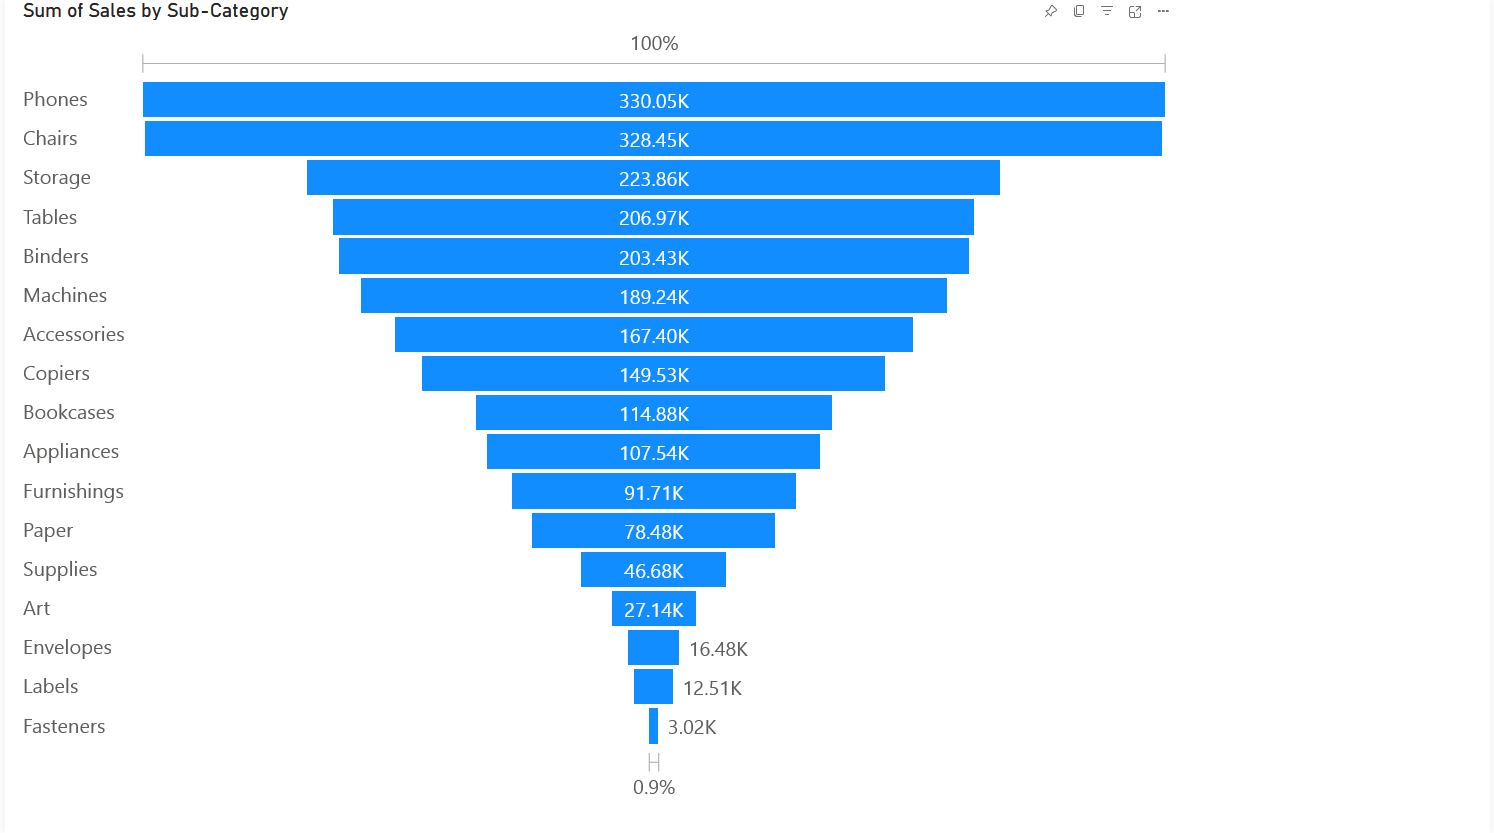 Sum of Sales by Sub-Category
100%
Phones 330.05K
Chairs 328.45K
Storage 223.86K
Tables 206.97K
Binders 203.43K
Machines 189.24K
Accessories 167.40K
Copiers 149.53K
Bookcases 114.88K
Appliances 107.54K
Furnishings 91.71K
Paper 78.48K
Supplies 46.68K
Art 27.14K
Envelopes 16.48K
Labels 12.51K
Fasteners 3.02K
0.9%